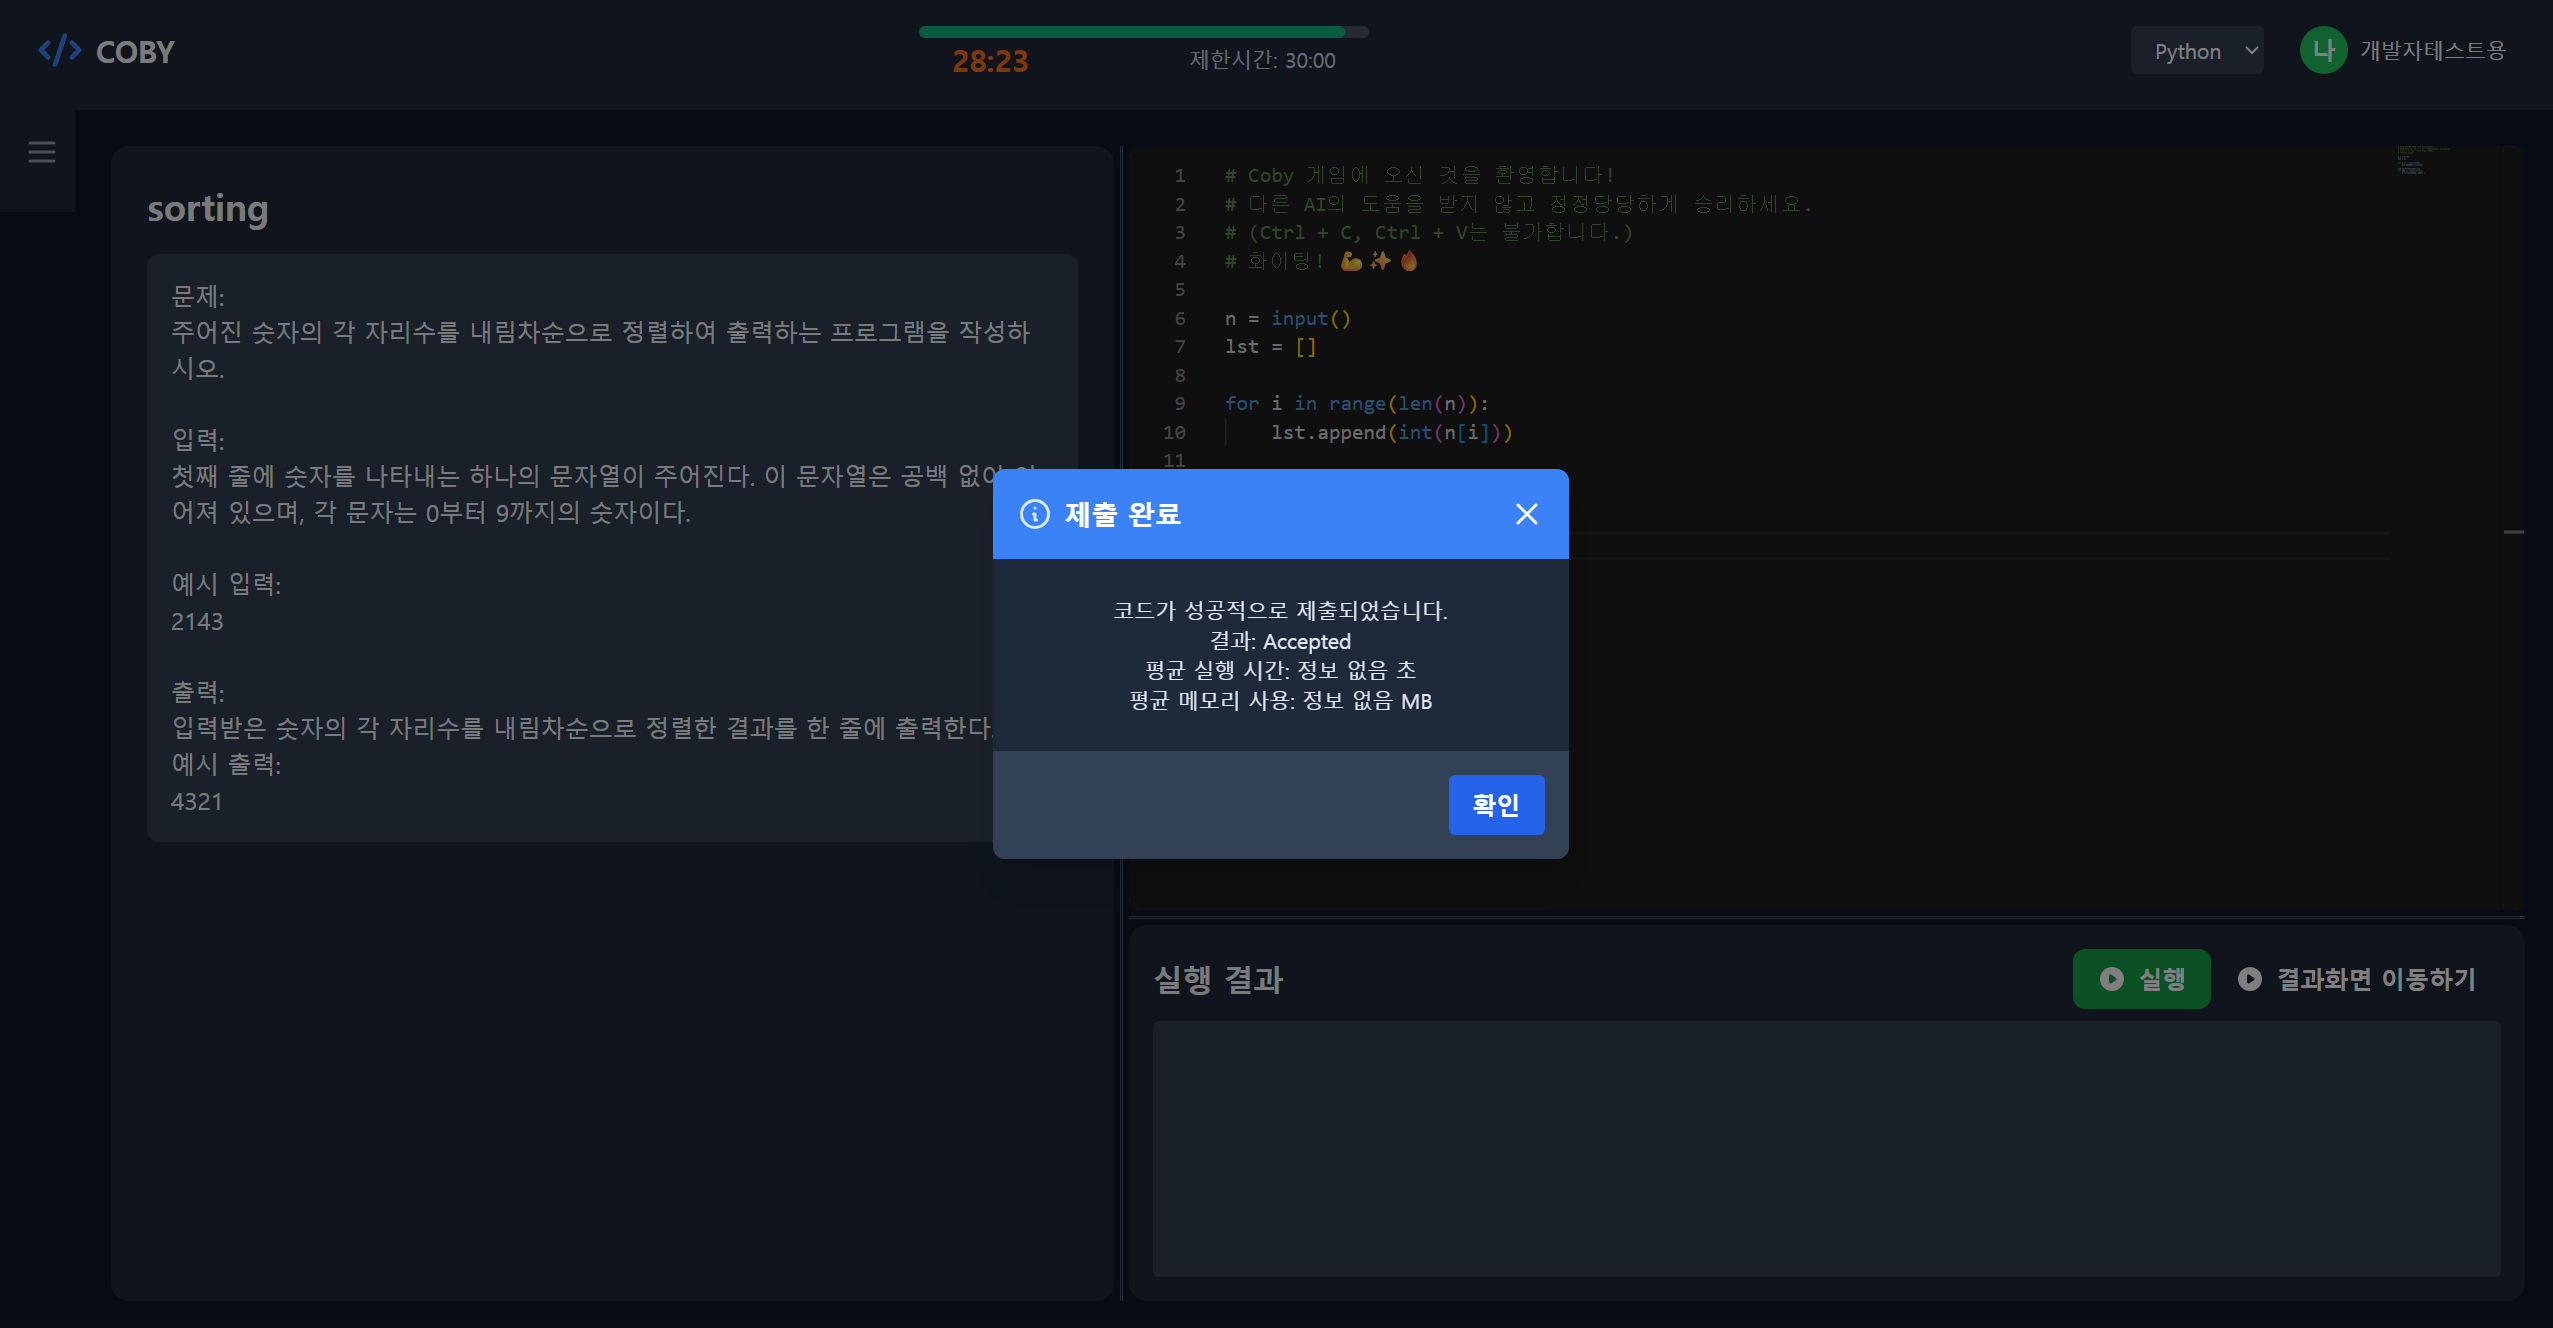 COBY
28:23
제한시간: 30:00
Python
나 개발자테스트용
sorting
문제:
주어진 숫자의 각 자리수를 내림차순으로 정렬하여 출력하는 프로그램을 작성하
시오.
입력:
첫째 줄에 숫자를 나타내는 하나의 문자열이 주어진다. 이 문자열은 공백
어져 있으며, 각 문자는 0부터 9까지의 숫자이다.
예시 입력:
2143
출력:
입력받은 숫자의 각 자리수를 내림차순으로 정렬한 결과를 한 줄에 출력한다.
예시 출력:
4321
1 # Coby 게임에 오신 것을 환영합니다!
2 # 다른 AI의 도움을 받지 않고 정정당당하게 승리하세요.
3 # (Ctrl + C, Ctrl + V는 불가합니다.)
4 # 화이팅! 💪✨🔥
5
6 n = input()
7 lst = []
8
9 for i in range(len(n)):
10 lst.append(int(n[i]))
11
제출 완료
코드가 성공적으로 제출되었습니다.
결과: Accepted
평균 실행 시간: 정보 없음 초
평균 메모리 사용: 정보 없음 MB
확인
실행 결과
실행
결과화면 이동하기